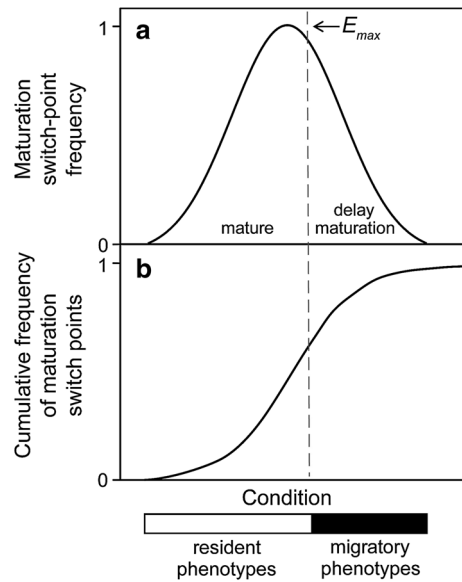 1
a
E max
Maturation
switch-point
frequency
mature
delay
maturation
0
1
b
Cumulative frequency
of maturation
switch points
0
Condition
resident
phenotypes
migratory
phenotypes